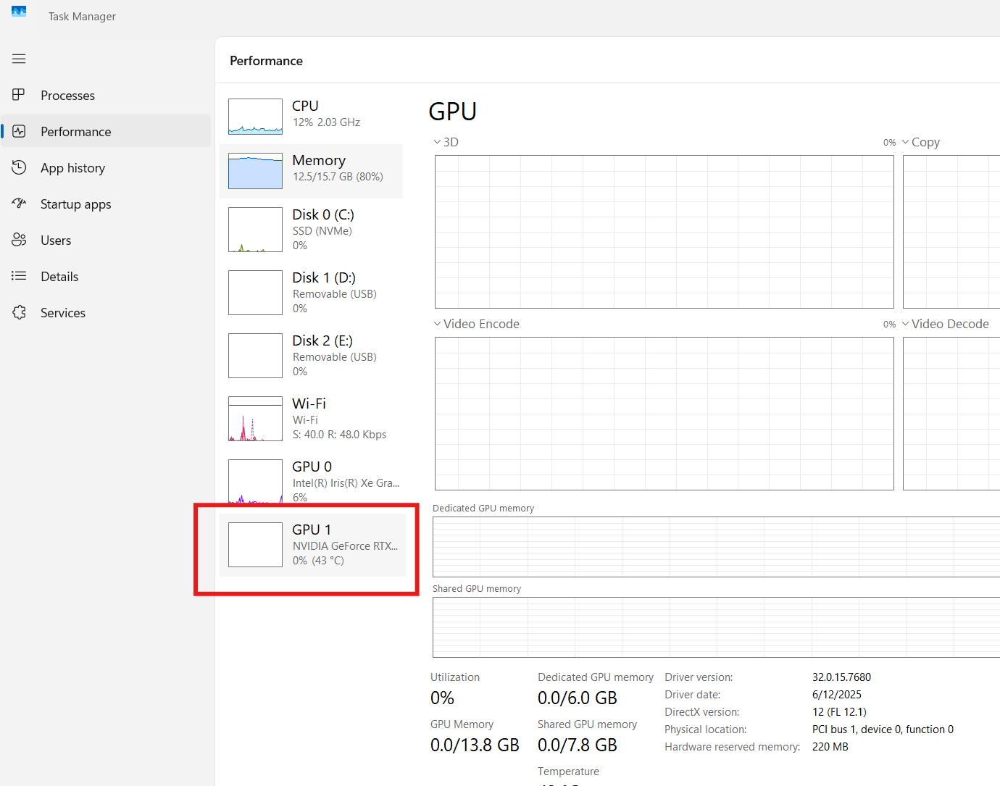 Task Manager
Processes
Performance
App history
Startup apps
Users
Details
Services
Performance
CPU
12% 2.03 GHz
Memory
12.5/15.7 GB (80%)
Disk 0 (C:)
SSD (NVMe)
0%
Disk 1 (D:)
Removable (USB)
0%
Disk 2 (E:)
Removable (USB)
0%
Wi-Fi
Wi-Fi
S: 40.0 R: 48.0 Kbps
GPU 0
Intel(R) Iris(R) Xe Gra...
6%
GPU 1
NVIDIA GeForce RTX...
0% (43 °C)
GPU
3D 0% Copy
Video Encode 0% Video Decode
Dedicated GPU memory
Shared GPU memory
Utilization
0%
Dedicated GPU memory
0.0/6.0 GB
GPU Memory
0.0/13.8 GB
Shared GPU memory
0.0/7.8 GB
Temperature
Driver version: 32.0.15.7680
Driver date: 6/12/2025
DirectX version: 12 (FL 12.1)
Physical location: PCI bus 1, device 0, function 0
Hardware reserved memory: 220 MB